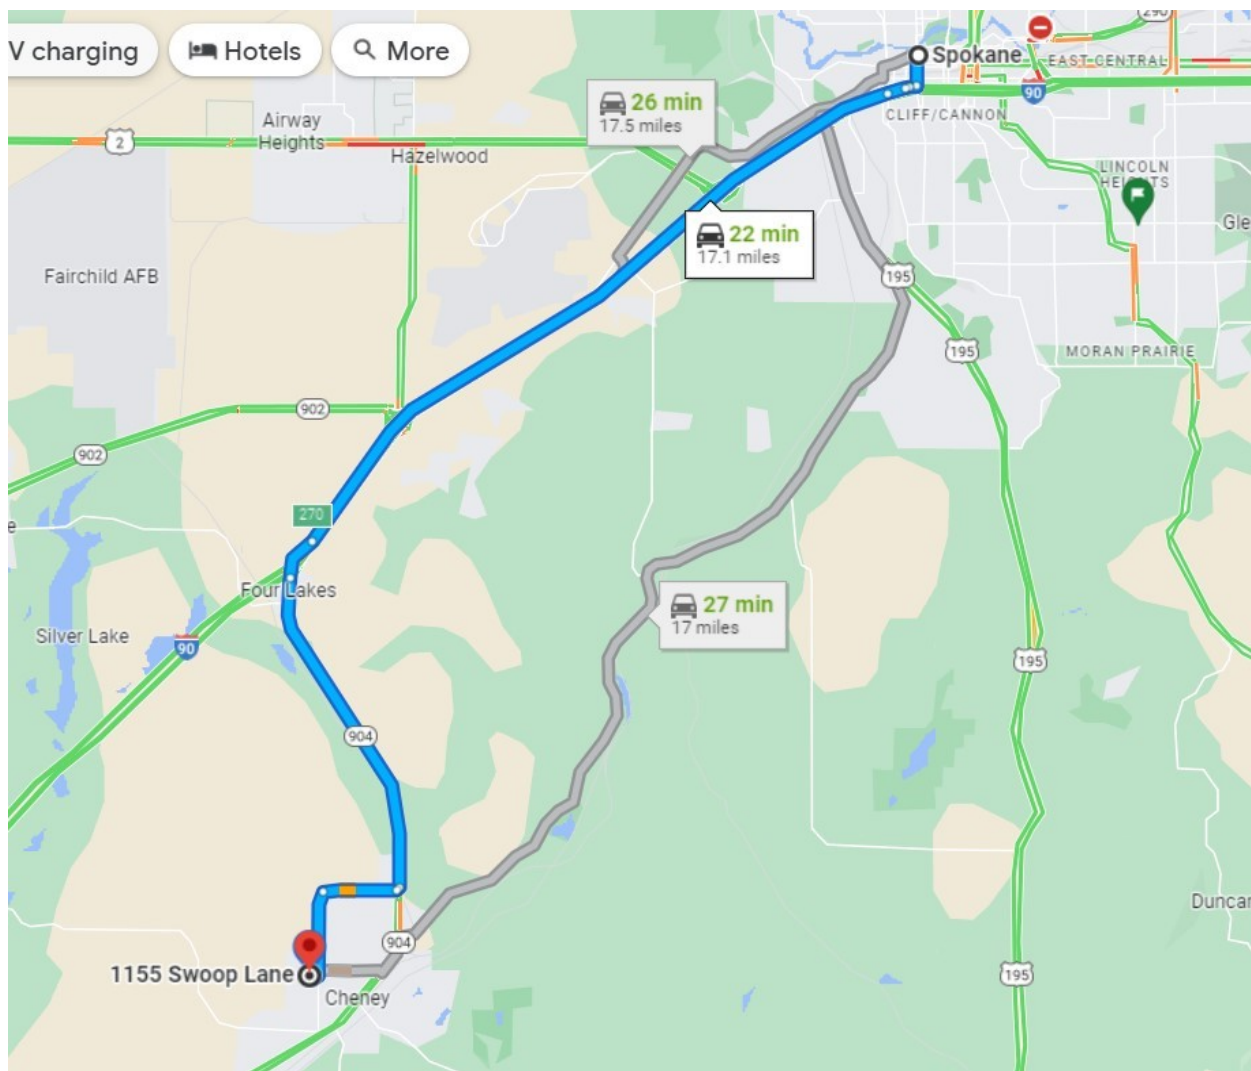 V charging
Hotels
More
290
Spokane
EAST CENTRAL
90
CLIFF/CANNON
26 min
17.5 miles
Airway
Heights
2
Hazelwood
LINCOLN
HEIGHTS
Gle
22 min
17.1 miles
Fairchild AFB
195
195
MORAN PRAIRIE
902
902
270
e
Four Lakes
27 min
17 miles
Silver Lake
90
195
904
Duncan
904
1155 Swoop Lane
195
Cheney